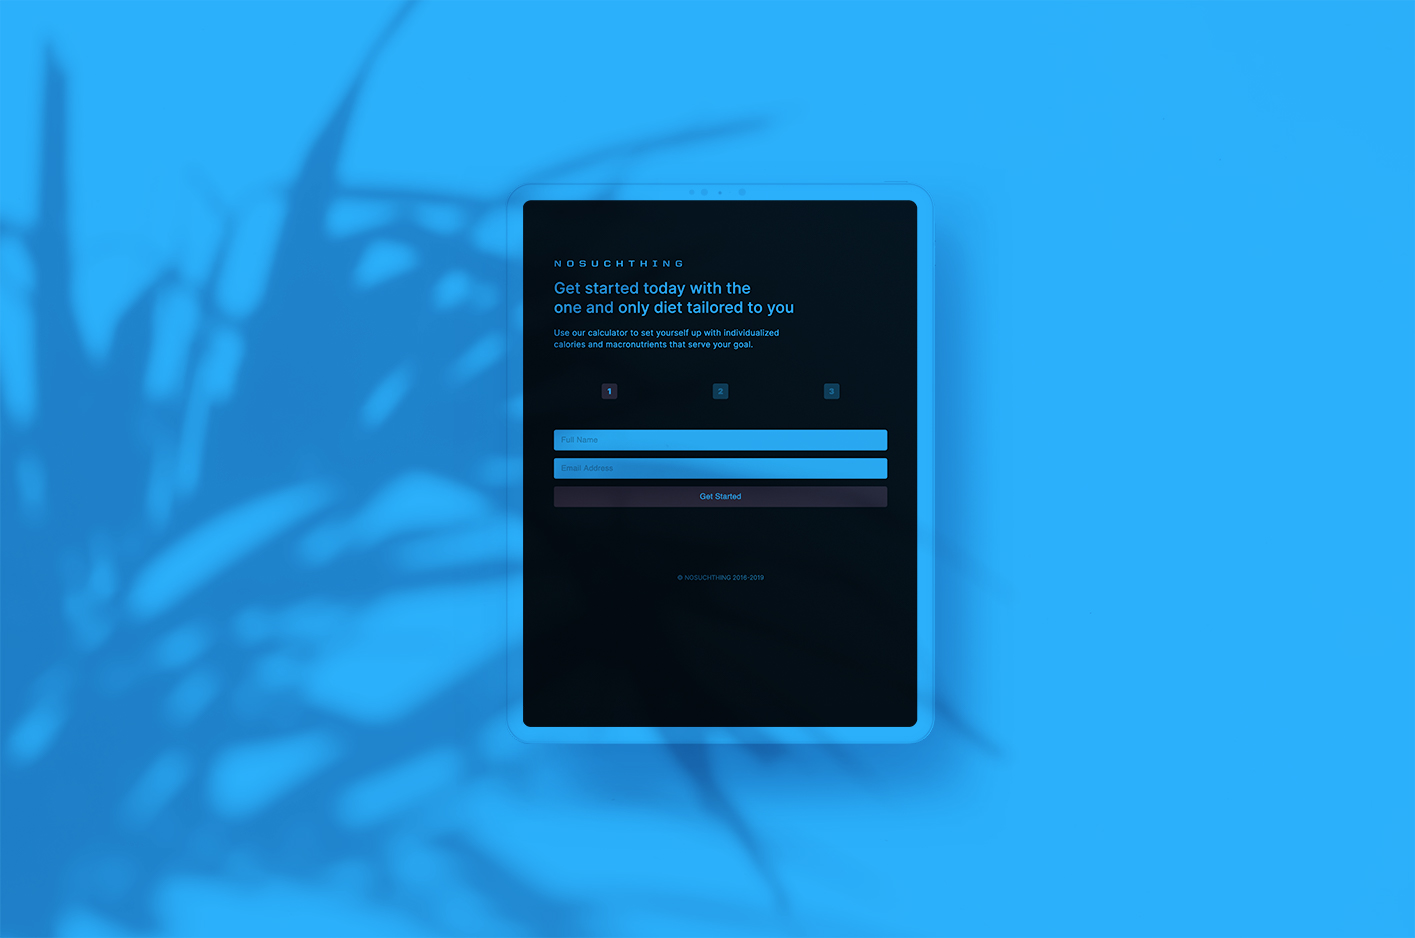 NOSUCHTHING
Get started today with the
one and only diet tailored to you
Use our calculator to set yourself up with individualized
calories and macronutrients that serve your goal.
1 2 3
Full Name
Email Address
Get Started
© NOSUCHTHING 2016-2019